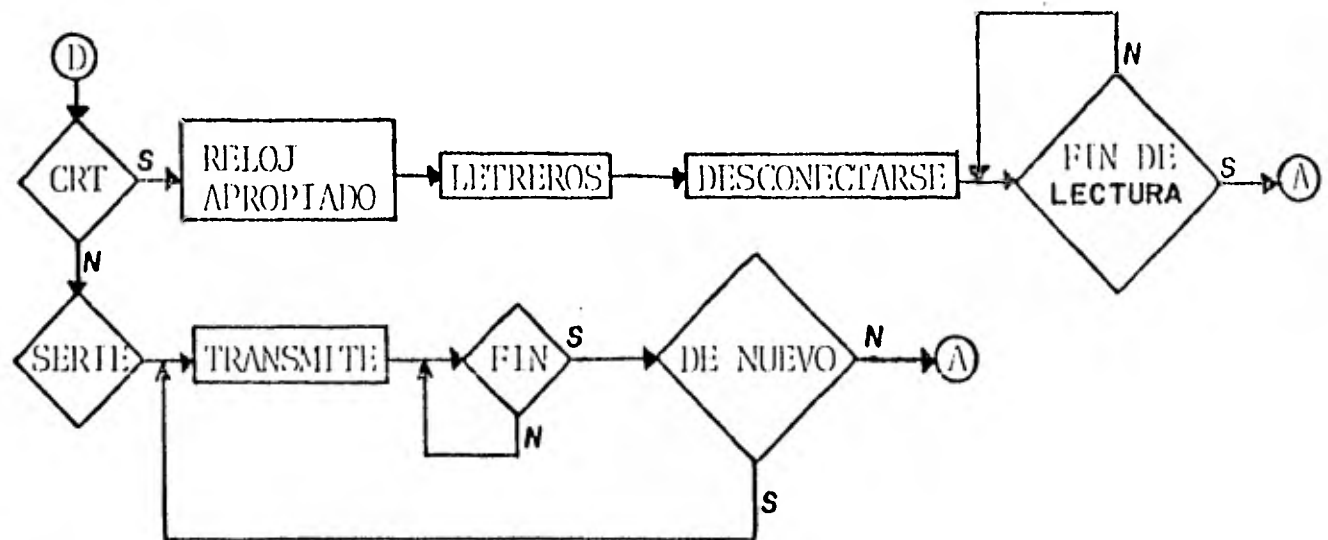 D
N
CRT
S
RELOJ
APROPIADO
LETREROS
DESCONECTARSE
FIN DE
LECTURA
S
A
N
SERIE
TRANSMITE
FIN
S
N
DE NUEVO
N
A
S